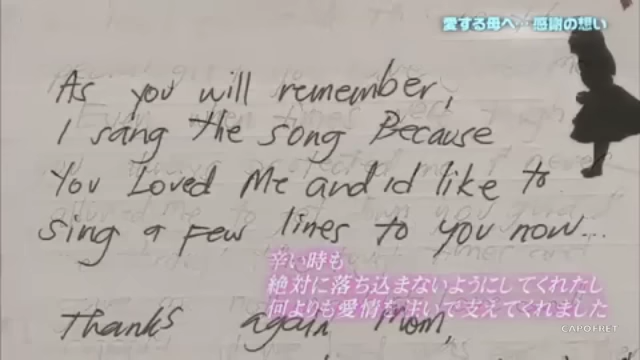 愛する母へ…感謝の想い
As you will remember,
I sang the song Because
You Loved Me and id like to
sing a few lines to you now...
辛い時も
絶対に落ち込まないようにしてくれたし
何よりも愛情を注いで支えてくれました
Thanks again Mom,
CAPOFRET